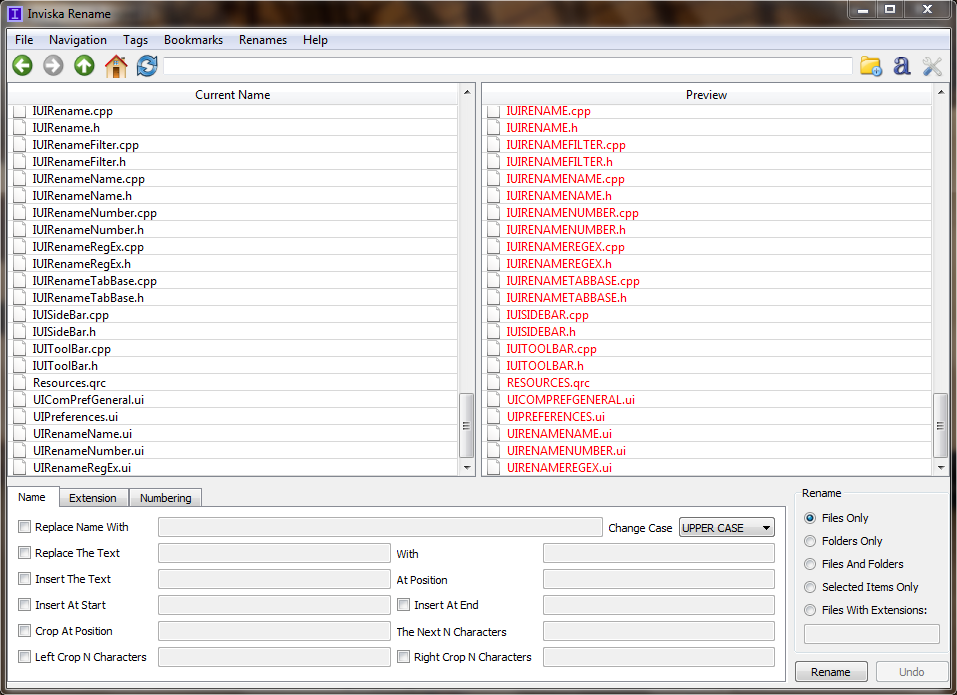 Inviska Rename
File Navigation Tags Bookmarks Renames Help
Current Name Preview
IUIRename.cpp IUIRENAME.cpp
IUIRename.h IUIRENAME.h
IUIRenameFilter.cpp IUIRENAMEFILTER.cpp
IUIRenameFilter.h IUIRENAMEFILTER.h
IUIRenameName.cpp IUIRENAMENAME.cpp
IUIRenameName.h IUIRENAMENAME.h
IUIRenameNumber.cpp IUIRENAMENUMBER.cpp
IUIRenameNumber.h IUIRENAMENUMBER.h
IUIRenameRegEx.cpp IUIRENAMEREGEX.cpp
IUIRenameRegEx.h IUIRENAMEREGEX.h
IUIRenameTabBase.cpp IUIRENAMETABBASE.cpp
IUIRenameTabBase.h IUIRENAMETABBASE.h
IUISideBar.cpp IUISIDEBAR.cpp
IUISideBar.h IUISIDEBAR.h
IUIToolBar.cpp IUITOOLBAR.cpp
IUIToolBar.h IUITOOLBAR.h
Resources.qrc RESOURCES.qrc
UIComPrefGeneral.ui UICOMPREFGENERAL.ui
UIPreferences.ui UIPREFERENCES.ui
UIRenameName.ui UIRENAMENAME.ui
UIRenameNumber.ui UIRENAMENUMBER.ui
UIRenameRegEx.ui UIRENAMEREGEX.ui
Name Extension Numbering
Replace Name With Change Case UPPER CASE
Replace The Text With
Insert The Text At Position
Insert At Start Insert At End
Crop At Position The Next N Characters
Left Crop N Characters Right Crop N Characters
Rename
Files Only
Folders Only
Files And Folders
Selected Items Only
Files With Extensions:
Rename Undo